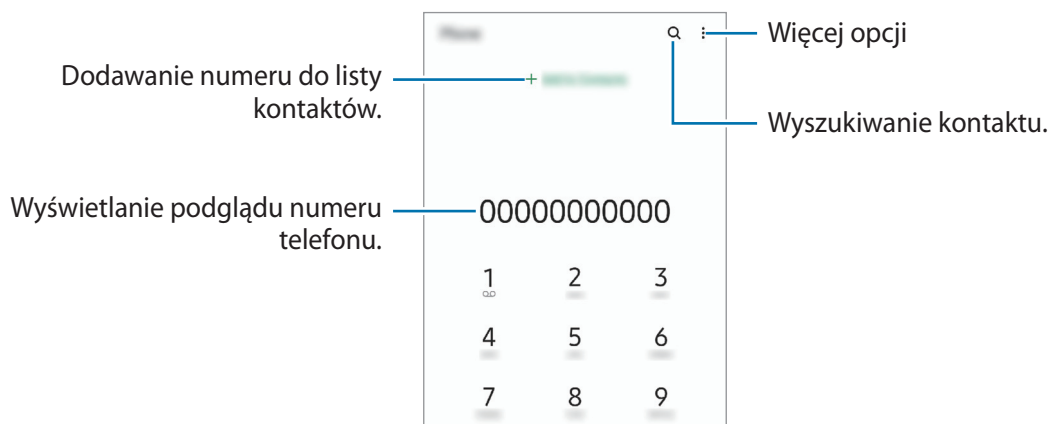 Więcej opcji
Dodawanie numeru do listy
kontaktów.
Wyszukiwanie kontaktu.
Wyświetlanie podglądu numeru
telefonu.
00000000000
1 2 3
4 5 6
7 8 9